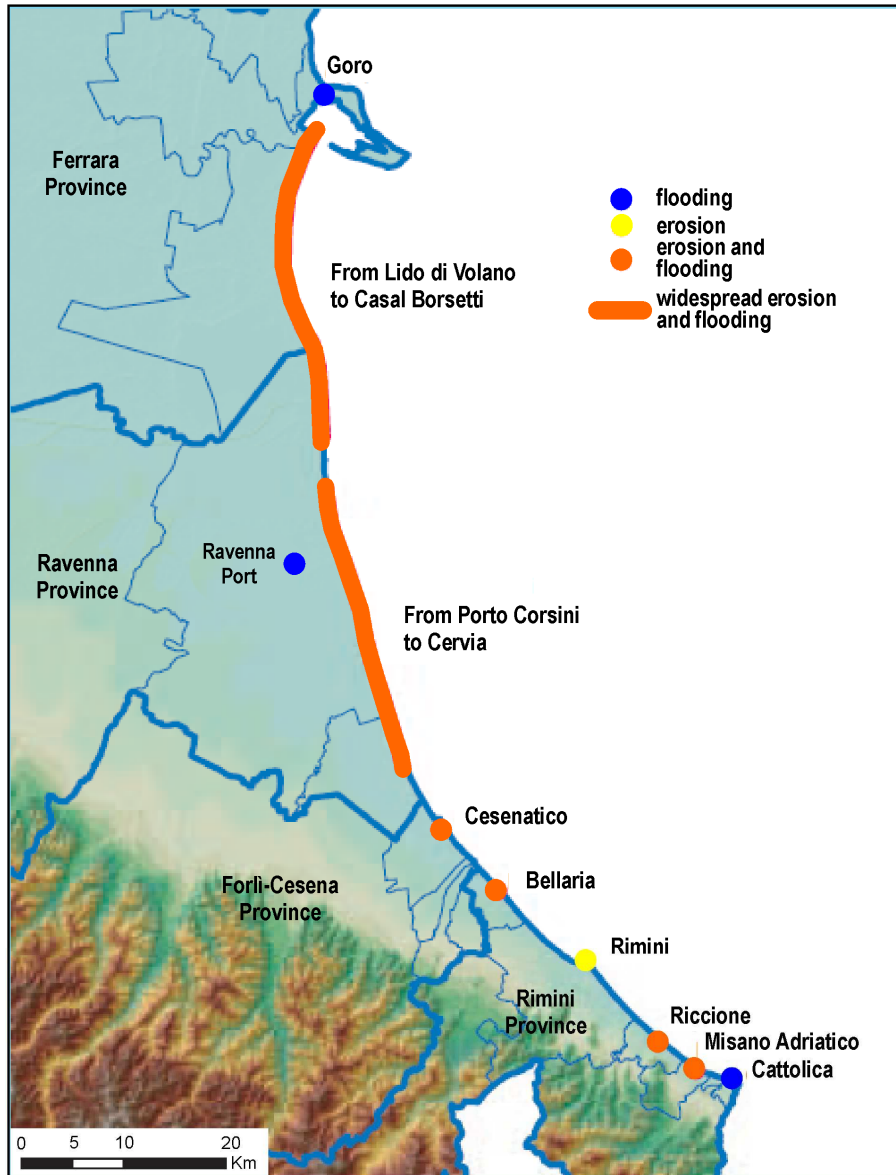 Goro
Ferrara
Province
flooding
erosion
erosion and
flooding
widespread erosion
and flooding
From Lido di Volano
to Casal Borsetti
Ravenna
Port
Ravenna
Province
From Porto Corsini
to Cervia
Cesenatico
Bellaria
Forlì-Cesena
Province
Rimini
Rimini
Province
Riccione
Misano Adriatico
Cattolica
0 5 10 20
Km